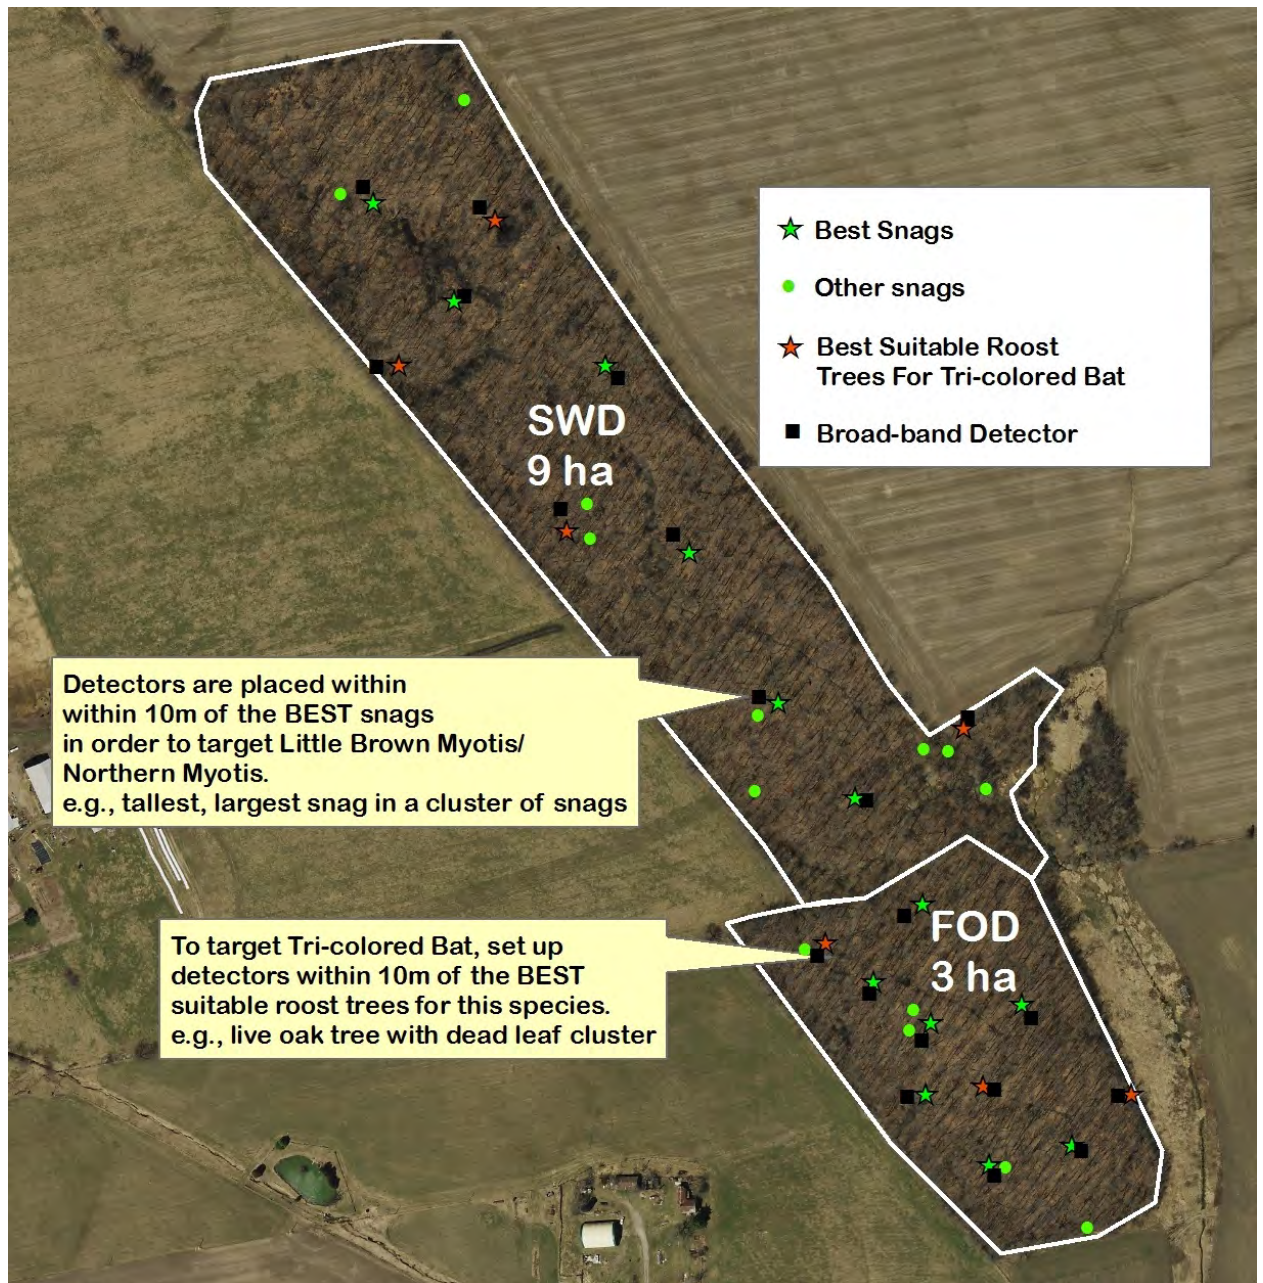 Best Snags
Other snags
Best Suitable Roost
Trees For Tri-colored Bat
Broad-band Detector
SWD
9 ha
Detectors are placed within
within 10m of the BEST snags
in order to target Little Brown Myotis/
Northern Myotis.
e.g., tallest, largest snag in a cluster of snags
FOD
3 ha
To target Tri-colored Bat, set up
detectors within 10m of the BEST
suitable roost trees for this species.
e.g., live oak tree with dead leaf cluster